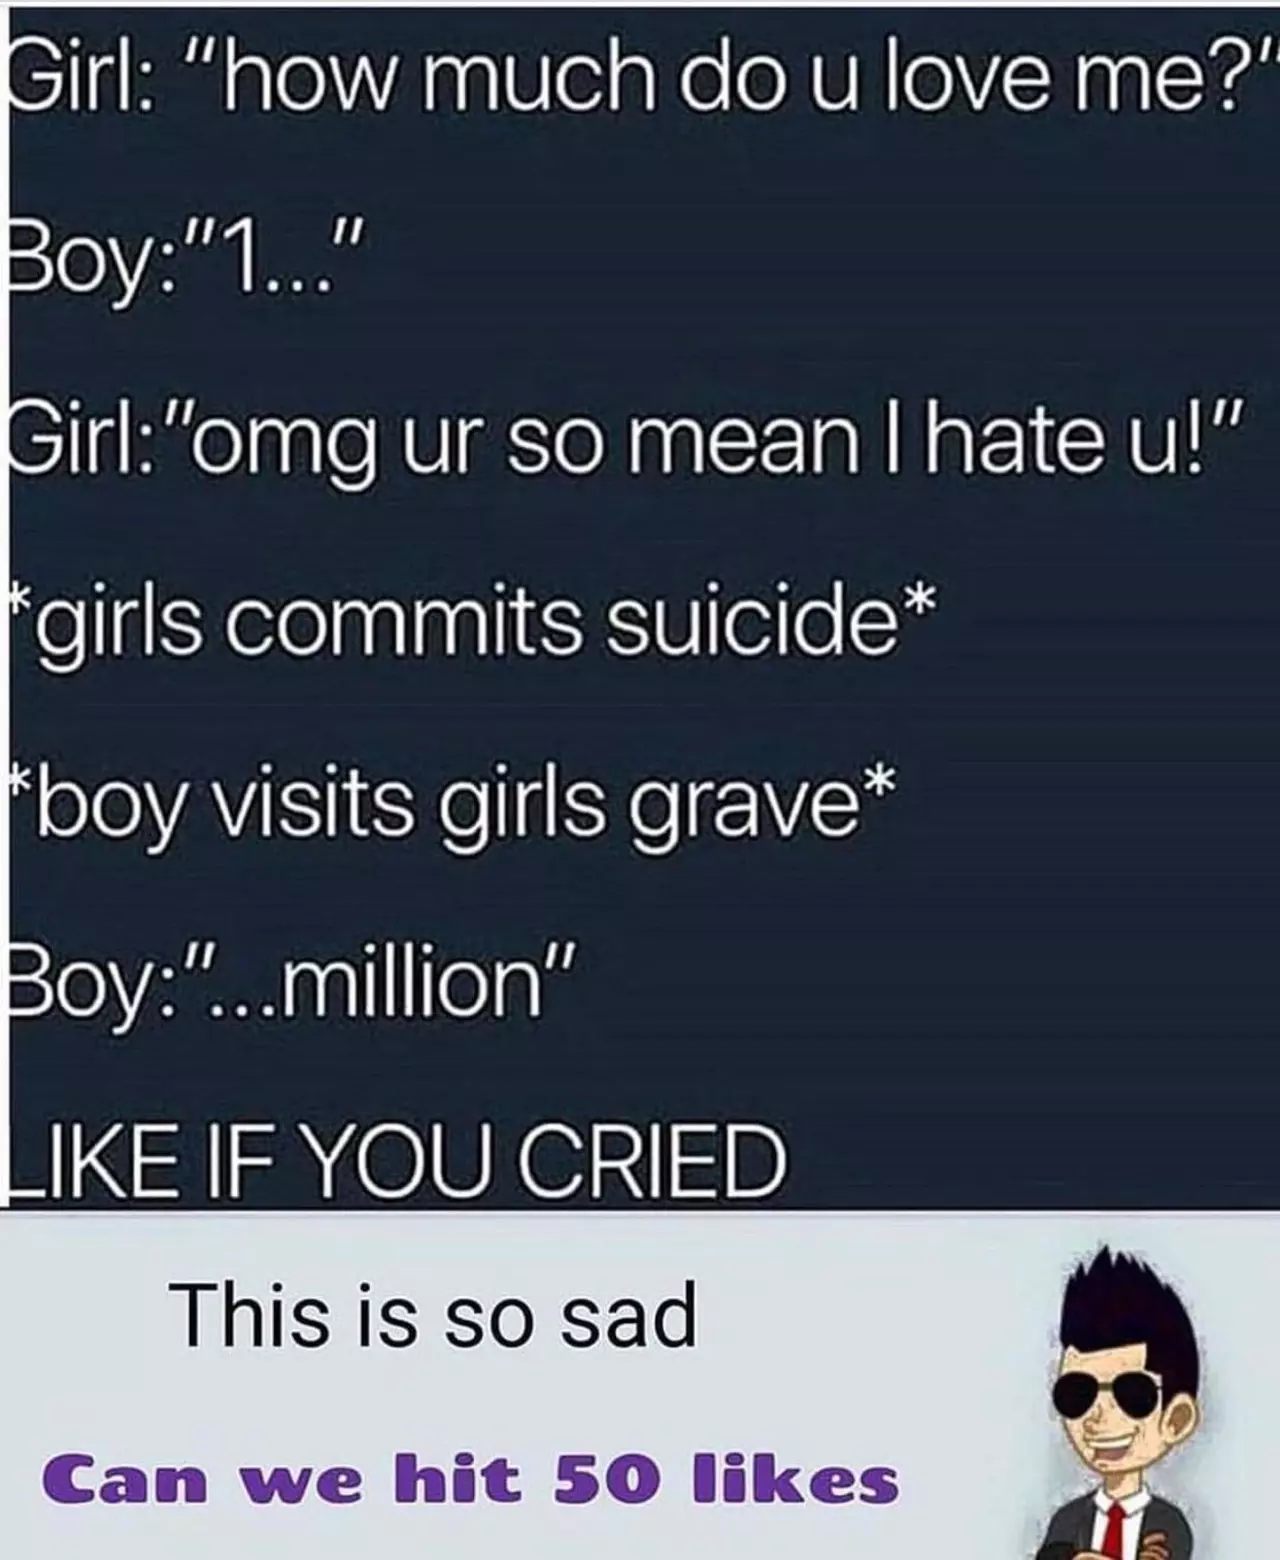 Girl: "how much do u love me?"
Boy:"1..."
Girl:"omg ur so mean I hate u!"
*girls commits suicide*
*boy visits girls grave*
Boy:"...million"
LIKE IF YOU CRIED
This is so sad
Can we hit 50 likes